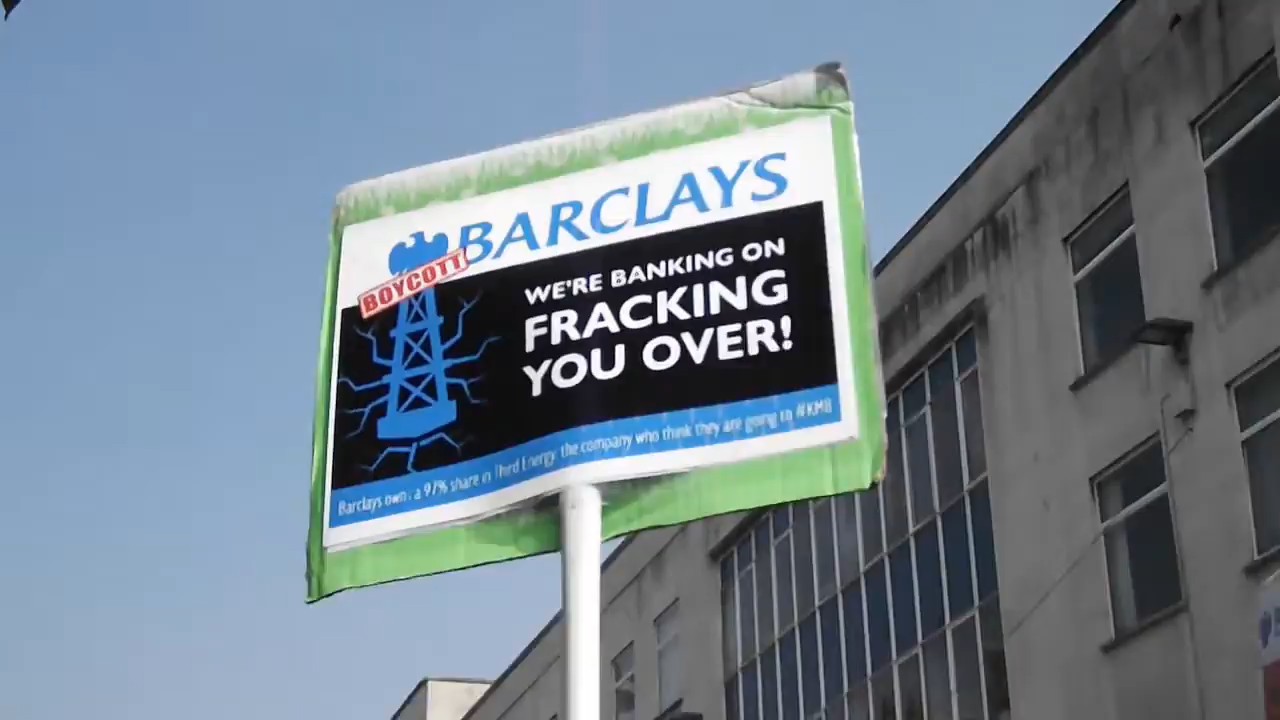 BARCLAYS
BOYCOTT
WE'RE BANKING ON
FRACKING
YOU OVER!
Barclays own a 97% share in Third Energy the company who think they are going to #KMB